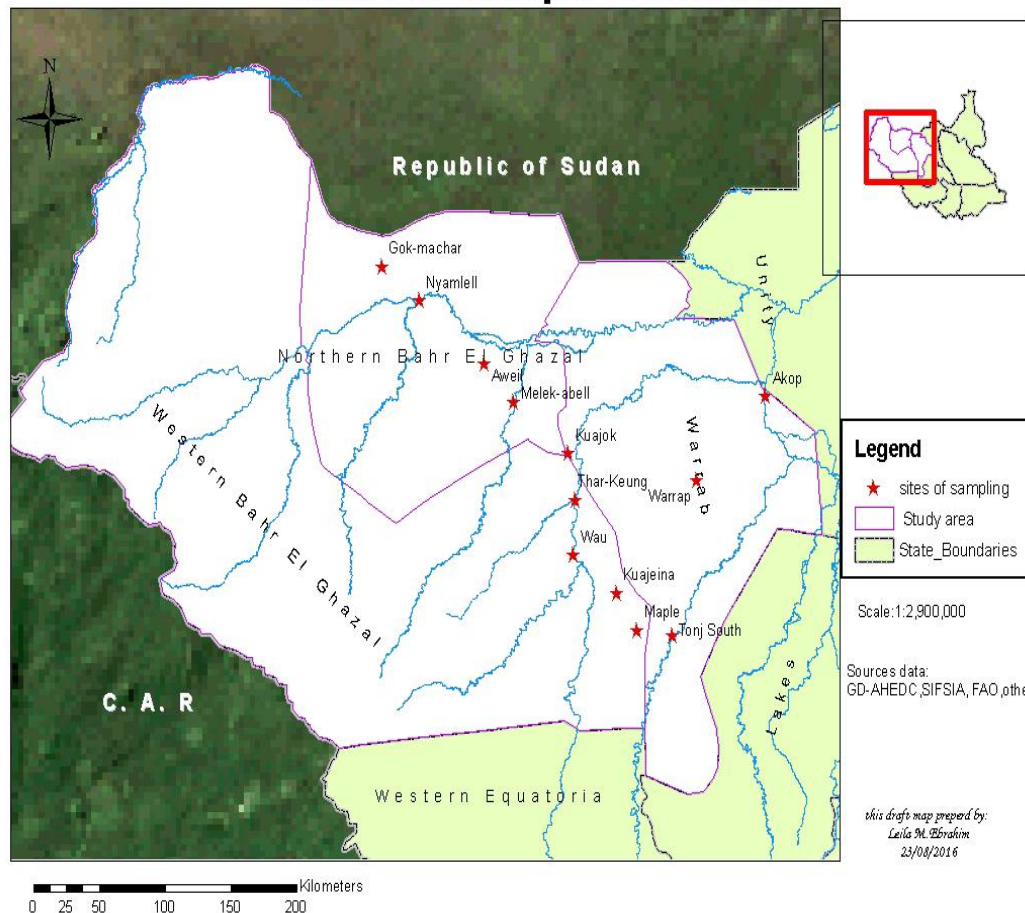 N
Republic of Sudan
Gok-machar
Nyamlell
Northern Bahr El Ghazal
Aweil
Melek-abell
Unity
Akop
Kuajok
Warrab
Thar-Keung
Warrap
Western Bahr El Ghazal
Wau
Kuajeina
Maple
Tonj South
Lakes
C. A. R
Western Equatoria
Legend
sites of sampling
Study area
State_Boundaries
Scale:1:2,900,000
Sources data:
GD-AHEDC,SIFSIA, FAO,othe
this draft map preperd by:
Leila M.Ebrahim
23/08/2016
Kilometers
0 25 50 100 150 200